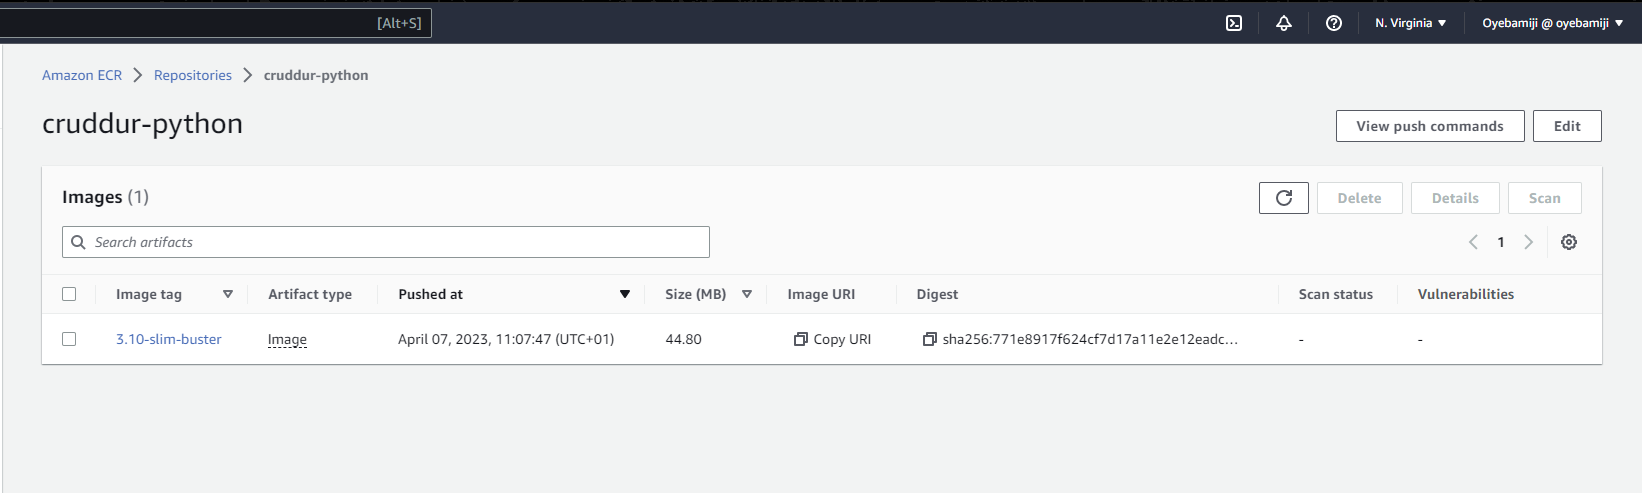 [Alt+S] N. Virginia Oyebamiji @ oyebamiji
Amazon ECR Repositories cruddur-python
cruddur-python View push commands Edit
Images (1) Delete Details Scan
Search artifacts 1
Image tag Artifact type Pushed at Size (MB) Image URI Digest Scan status Vulnerabilities
3.10-slim-buster Image April 07, 2023, 11:07:47 (UTC+01) 44.80 Copy URI sha256:771e8917f624cf7d17a11e2e12eadc... - -